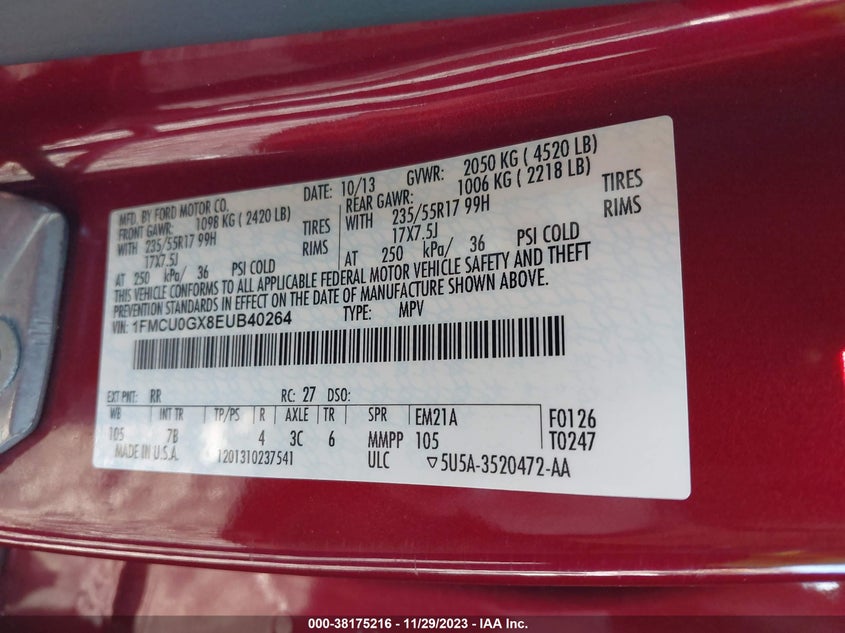 MFD. BY FORD MOTOR CO.
DATE: 10/13 GVWR: 2050 KG ( 4520 LB)
FRONT GAWR: 1098 KG ( 2420 LB) REAR GAWR: 1006 KG ( 2218 LB)
WITH 235/55R17 99H TIRES WITH 235/55R17 99H TIRES
17X7.5J RIMS 17X7.5J RIMS
AT 250 kPa/ 36 PSI COLD AT 250 kPa/ 36 PSI COLD
THIS VEHICLE CONFORMS TO ALL APPLICABLE FEDERAL MOTOR VEHICLE SAFETY AND THEFT
PREVENTION STANDARDS IN EFFECT ON THE DATE OF MANUFACTURE SHOWN ABOVE.
VIN: 1FMCU0GX8EUB40264 TYPE: MPV
EXT PNT: RR RC: 27 DSO:
WB INT TR TP/PS R AXLE TR SPR EM21A F0126
105 7B 4 3C 6 MMPP 105 T0247
MADE IN U.S.A. 1201310237541 ULC ▽5U5A-3520472-AA
000-38175216 - 11/29/2023 - IAA Inc.